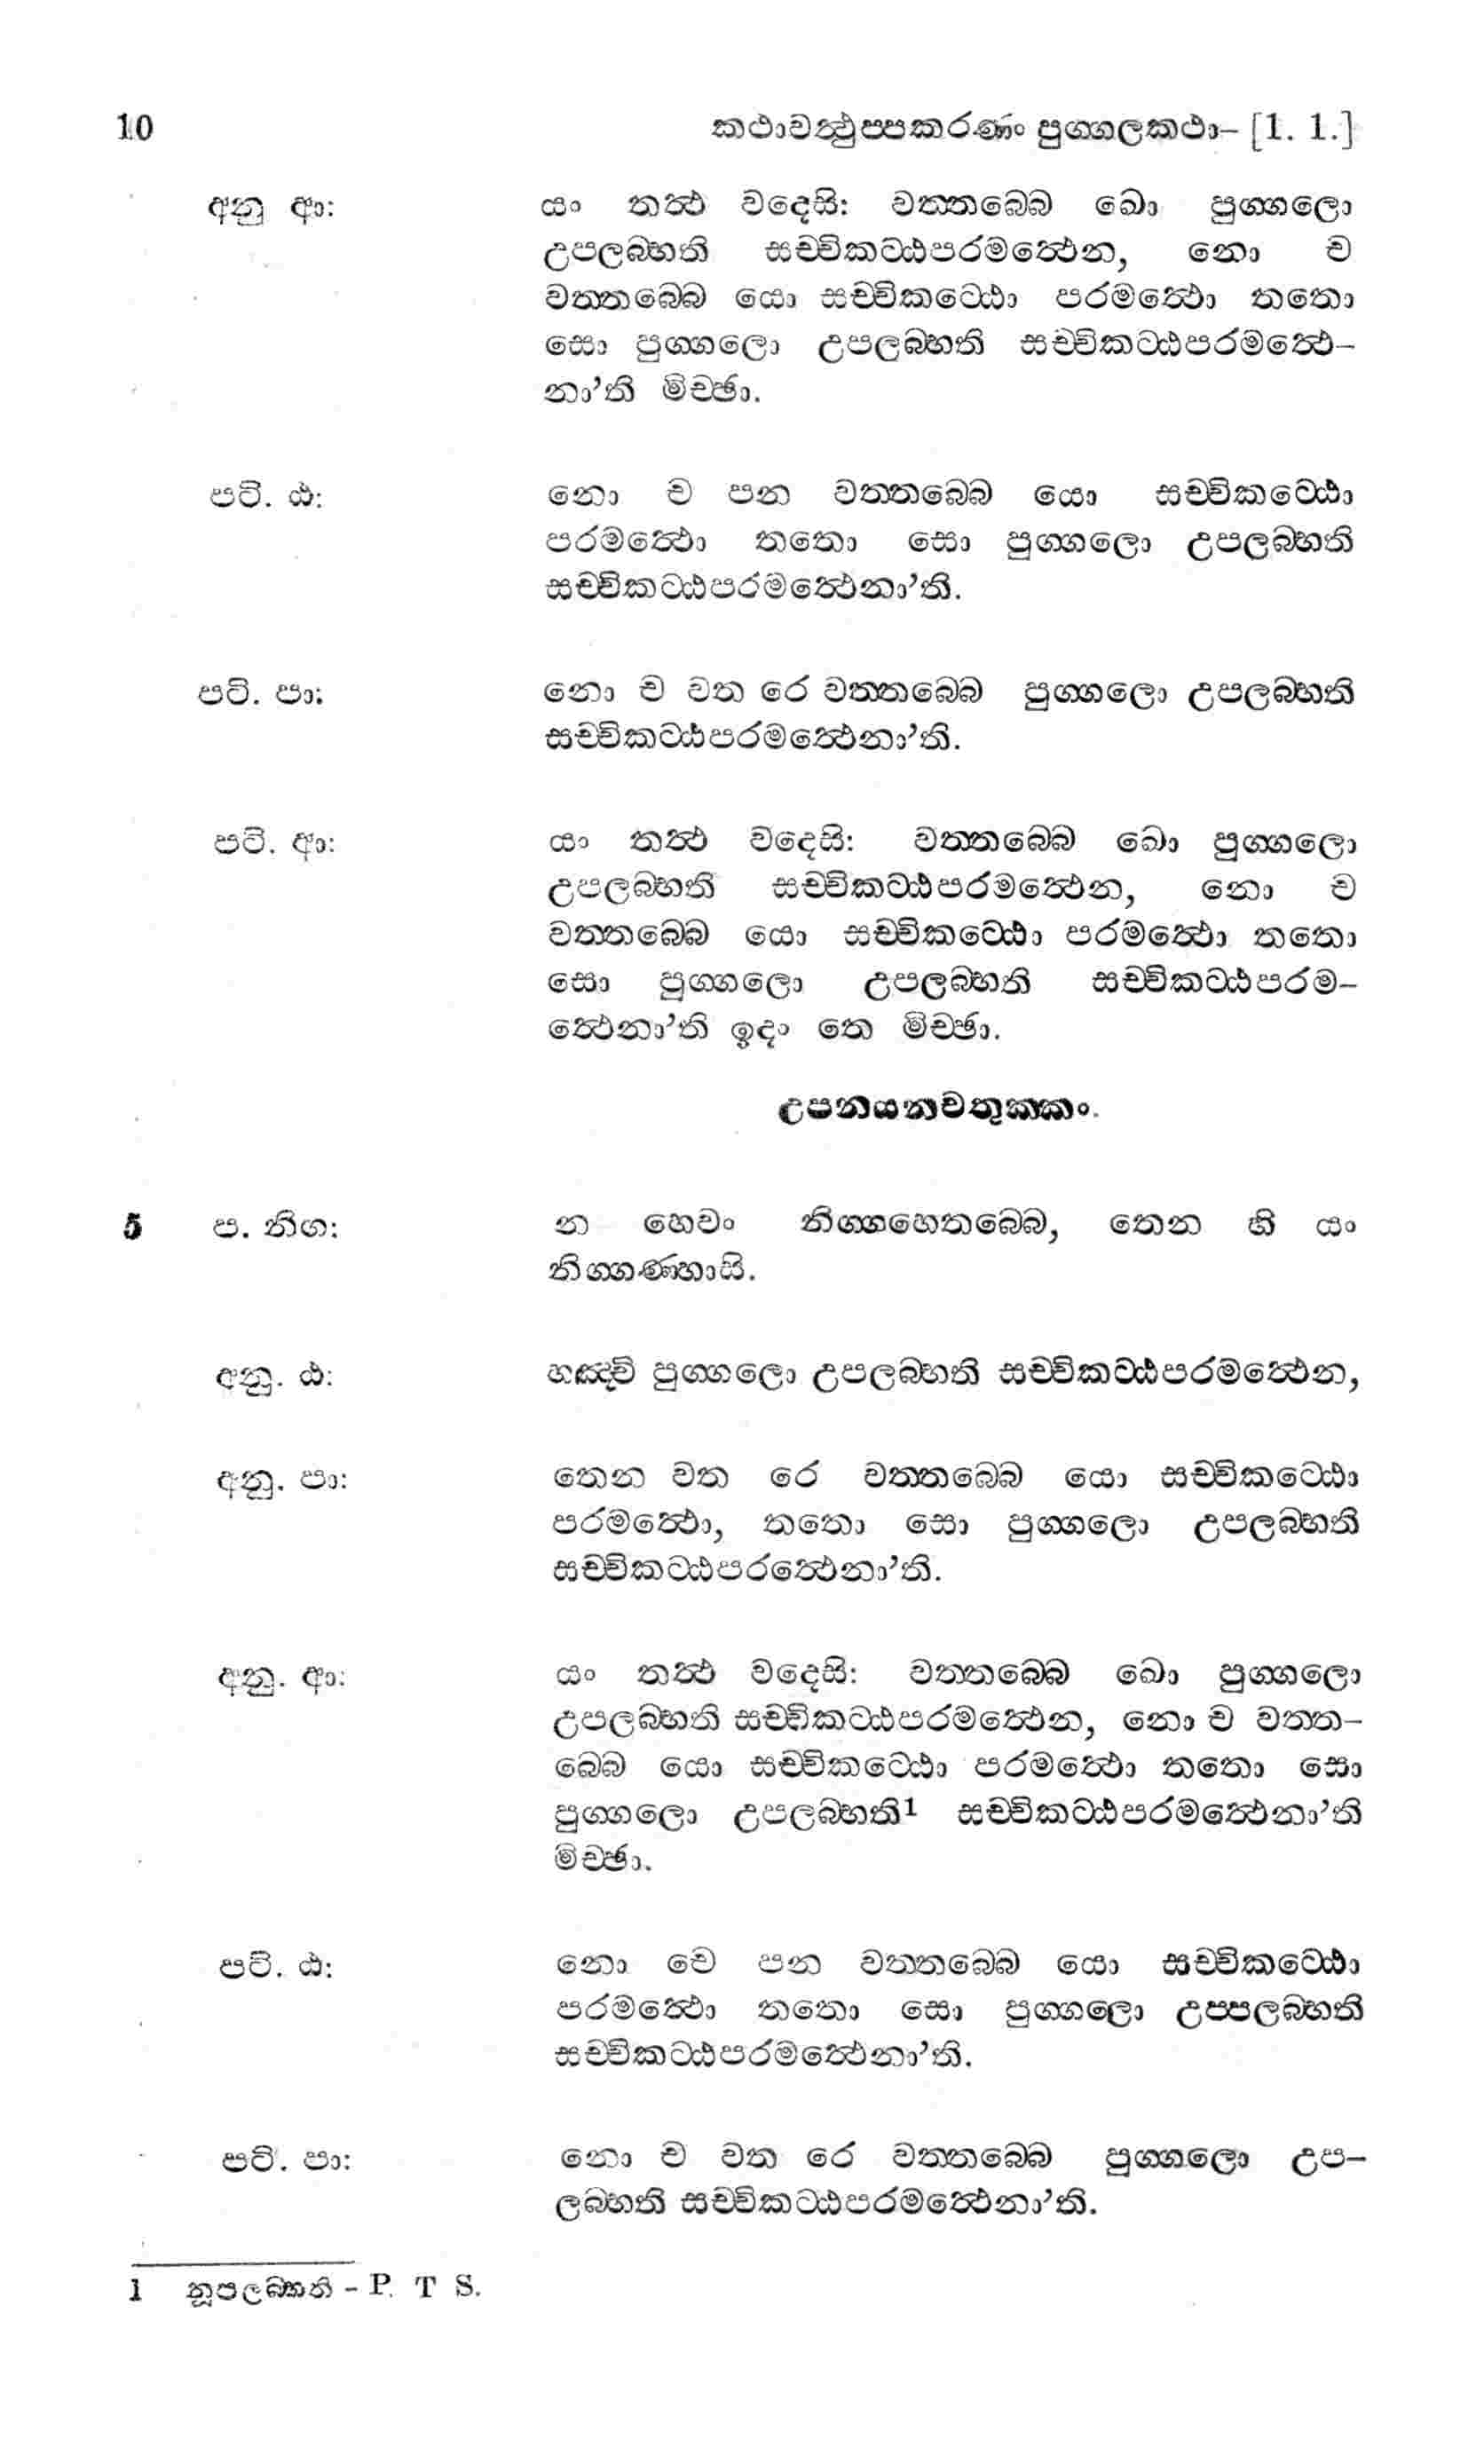 10 කථාවත්‍ථුප්පකරණං පුග්ගලකථා- [1. 1.]
අනු ආ: යං තත්‍ථ වදෙසි: වත්තබ්බෙ ඛො පුග්ගලො
උපලබ්භති සච්චිකට්ඨපරමත්‍ථෙන, නො ච
වත්තබ්බෙ යො සච්චිකට්ඨො පරමත්‍ථො තතො
සො පුග්ගලො උපලබ්භති සච්චිකට්ඨපරමත්‍ථෙ-
නා’ති මිච්ඡා.
පටි. ඨ: නො ච පන වත්තබ්බෙ යො සච්චිකට්ඨො
පරමත්‍ථො තතො සො පුග්ගලො උපලබ්භති
සච්චිකට්ඨපරමත්‍ථෙනා’ති.
පටි. පා: නො ච වත රෙ වත්තබ්බෙ පුග්ගලො උපලබ්භති
සච්චිකට්ඨපරමත්‍ථෙනා’ති.
පටි. ආ: යං තත්‍ථ වදෙසි: වත්තබ්බෙ ඛො පුග්ගලො
උපලබ්භති සච්චිකට්ඨපරමත්‍ථෙන, නො ච
වත්තබ්බෙ යො සච්චිකට්ඨො පරමත්‍ථො තතො
සො පුග්ගලො උපලබ්භති සච්චිකට්ඨපරම-
ත්‍ථෙනා’ති ඉදං තෙ මිච්ඡා.
උපනයනචතුක්කං.
5 ප. නිග: න හෙවං නිග්ගහෙතබ්බෙ, තෙන හි යං
නිග්ගණ්හාසි.
අනු. ඨ: හඤ්චි පුග්ගලො උපලබ්භති සච්චිකට්ඨපරමත්‍ථෙන,
අනු. පා: තෙන වත රෙ වත්තබ්බෙ යො සච්චිකට්ඨො
පරමත්‍ථො, තතො සො පුග්ගලො උපලබ්භති
සච්චිකට්ඨපරත්‍ථෙනා’ති.
අනු. ආ: යං තත්‍ථ වදෙසි: වත්තබ්බෙ ඛො පුග්ගලො
උපලබ්භති සච්චිකට්ඨපරමත්‍ථෙන, නො ච වත්ත-
බ්බෙ යො සච්චිකට්ඨො පරමත්‍ථො තතො සො
පුග්ගලො උපලබ්භති1 සච්චිකට්ඨපරමත්‍ථෙනා’ති
මිච්ඡා.
පටි. ඨ: නො චෙ පන වත්තබ්බෙ යො සච්චිකට්ඨො
පරමත්‍ථො තතො සො පුග්ගලො උප්පලබ්භති
සච්චිකට්ඨපරමත්‍ථෙනා’ති.
පටි. පා: නො ච වත රෙ වත්තබ්බෙ පුග්ගලො උප-
ලබ්භති සච්චිකට්ඨපරමත්‍ථෙනා’ති.
1 නූපලබ්භති - P. T S.